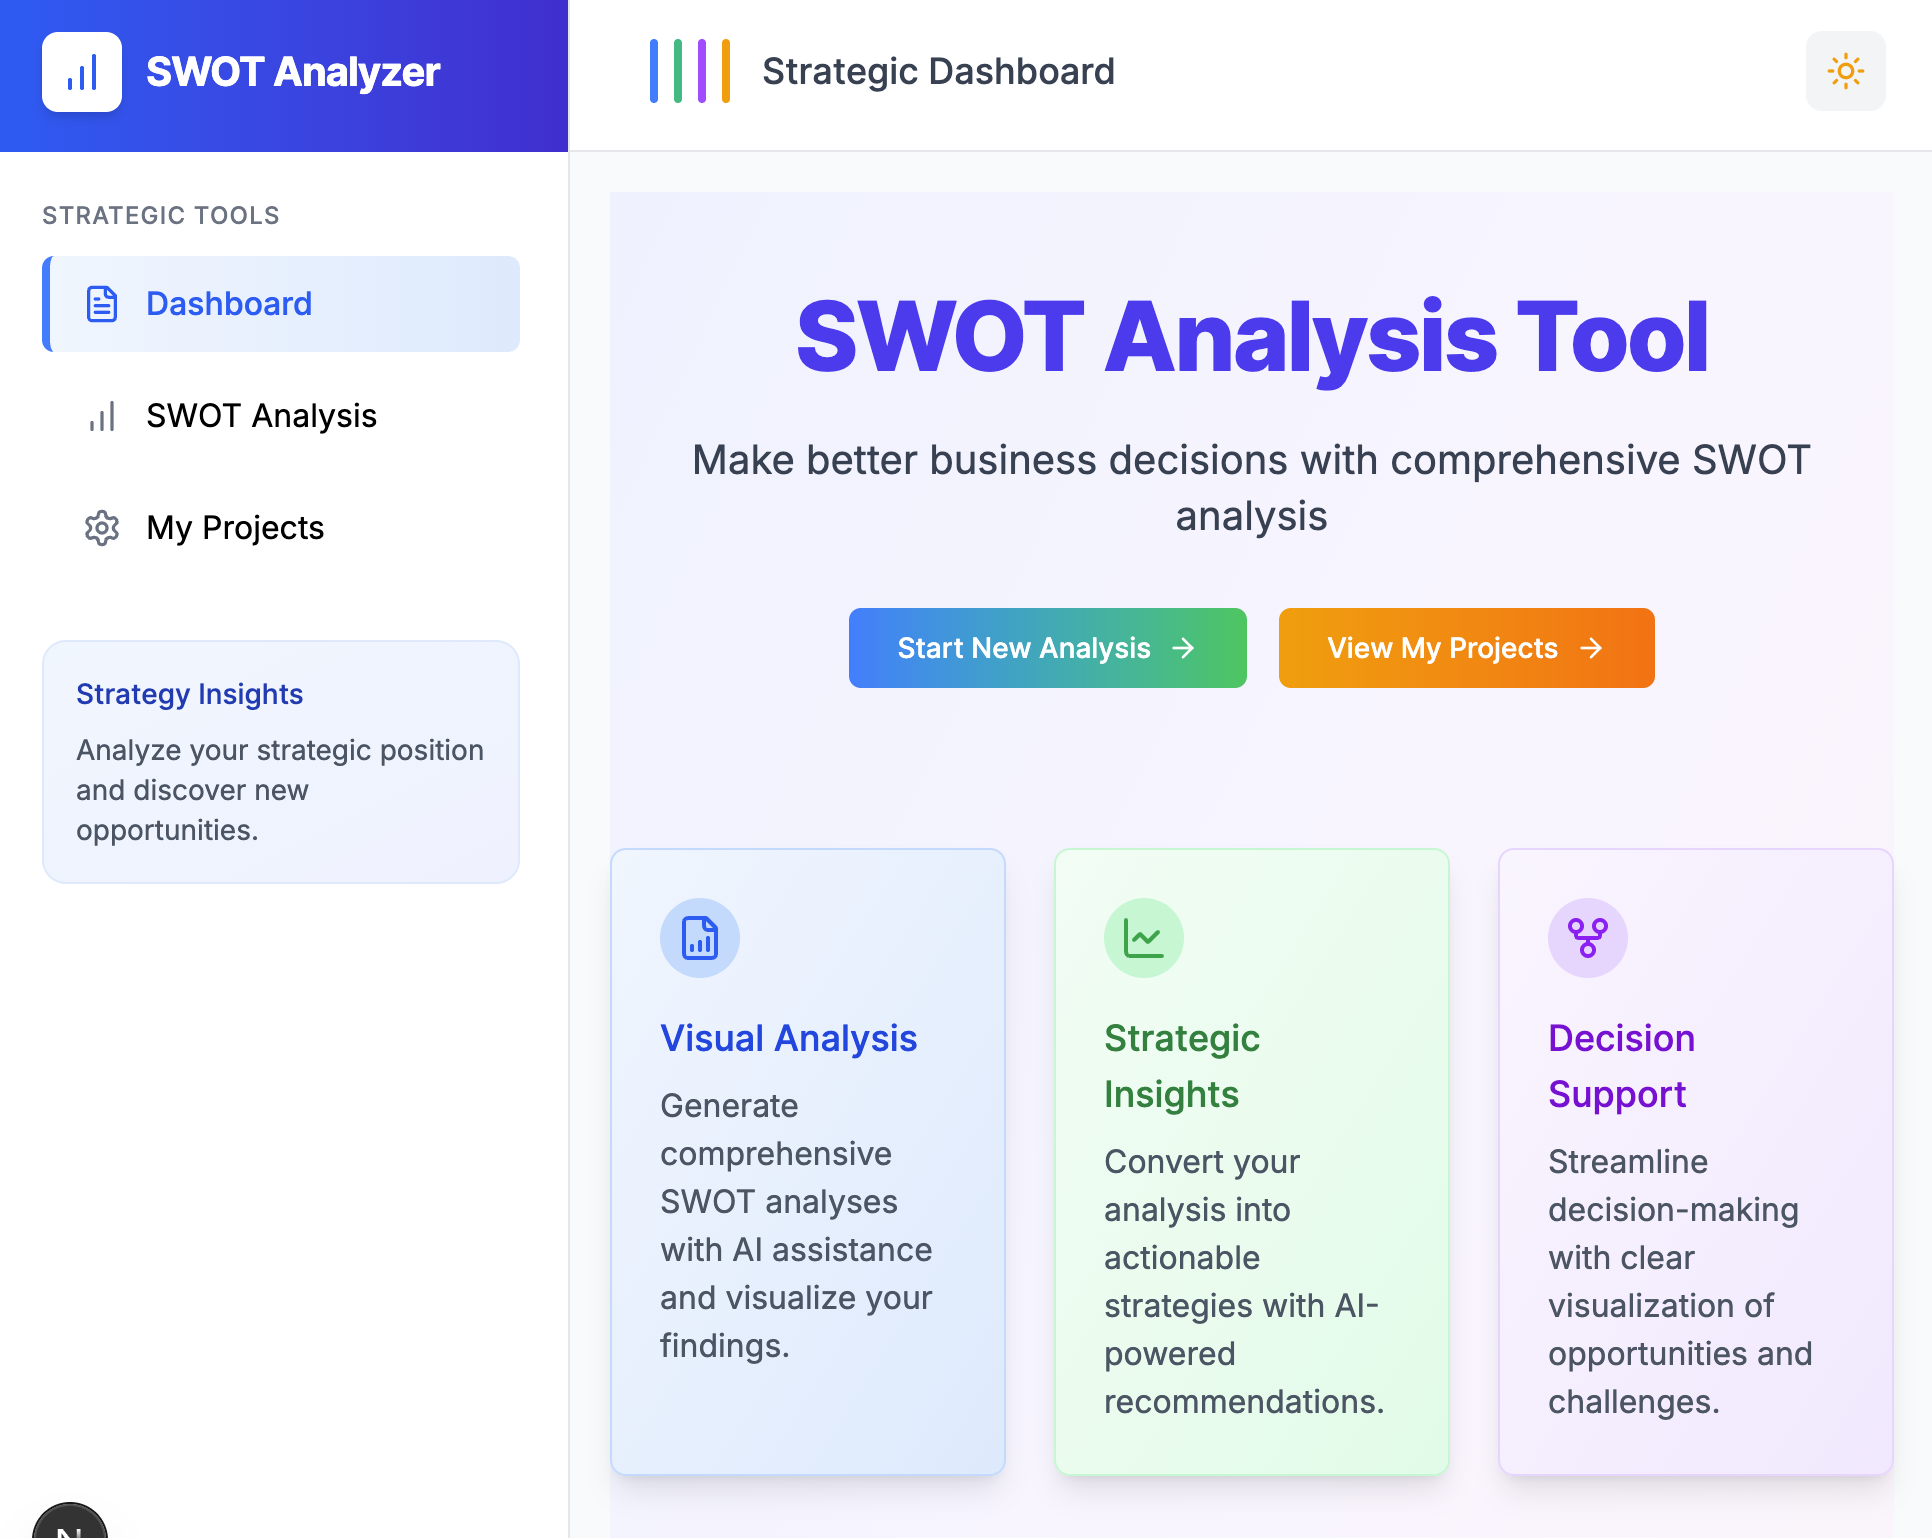 SWOT Analyzer
Strategic Dashboard
STRATEGIC TOOLS
Dashboard
SWOT Analysis
My Projects
Strategy Insights
Analyze your strategic position
and discover new
opportunities.
SWOT Analysis Tool
Make better business decisions with comprehensive SWOT
analysis
Start New Analysis →
View My Projects →
Visual Analysis
Generate
comprehensive
SWOT analyses
with AI assistance
and visualize your
findings.
Strategic
Insights
Convert your
analysis into
actionable
strategies with AI-
powered
recommendations.
Decision
Support
Streamline
decision-making
with clear
visualization of
opportunities and
challenges.
N